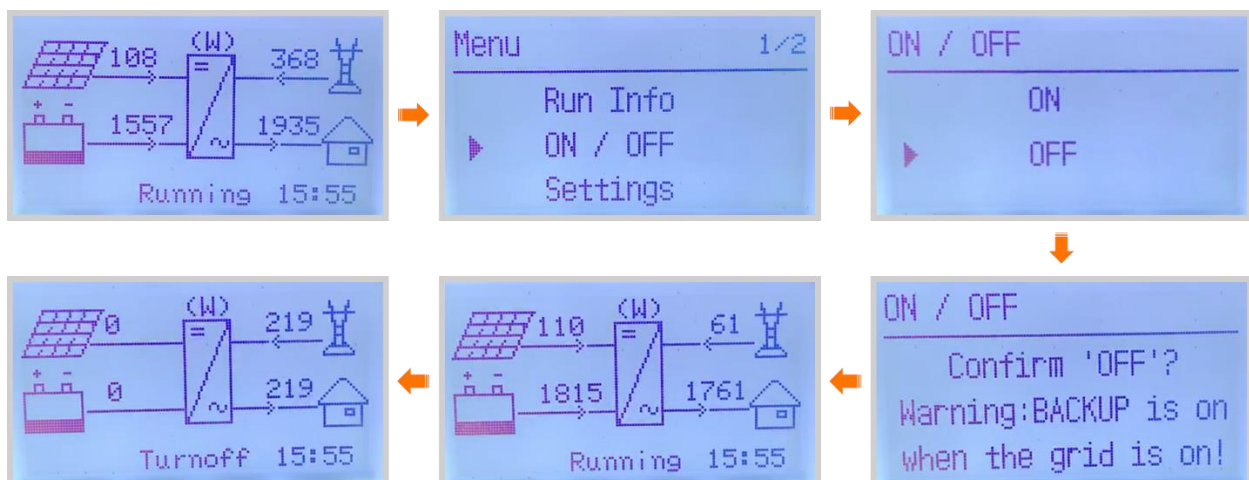 (W)
108
368
1557
1935
Running 15:55
Menu 1/2
Run Info
ON / OFF
Settings
ON / OFF
ON
OFF
ON / OFF
Confirm 'OFF'?
Warning:BACKUP is on
when the grid is on!
(W)
110
61
1815
1761
Running 15:55
(W)
0
219
0
219
Turnoff 15:55